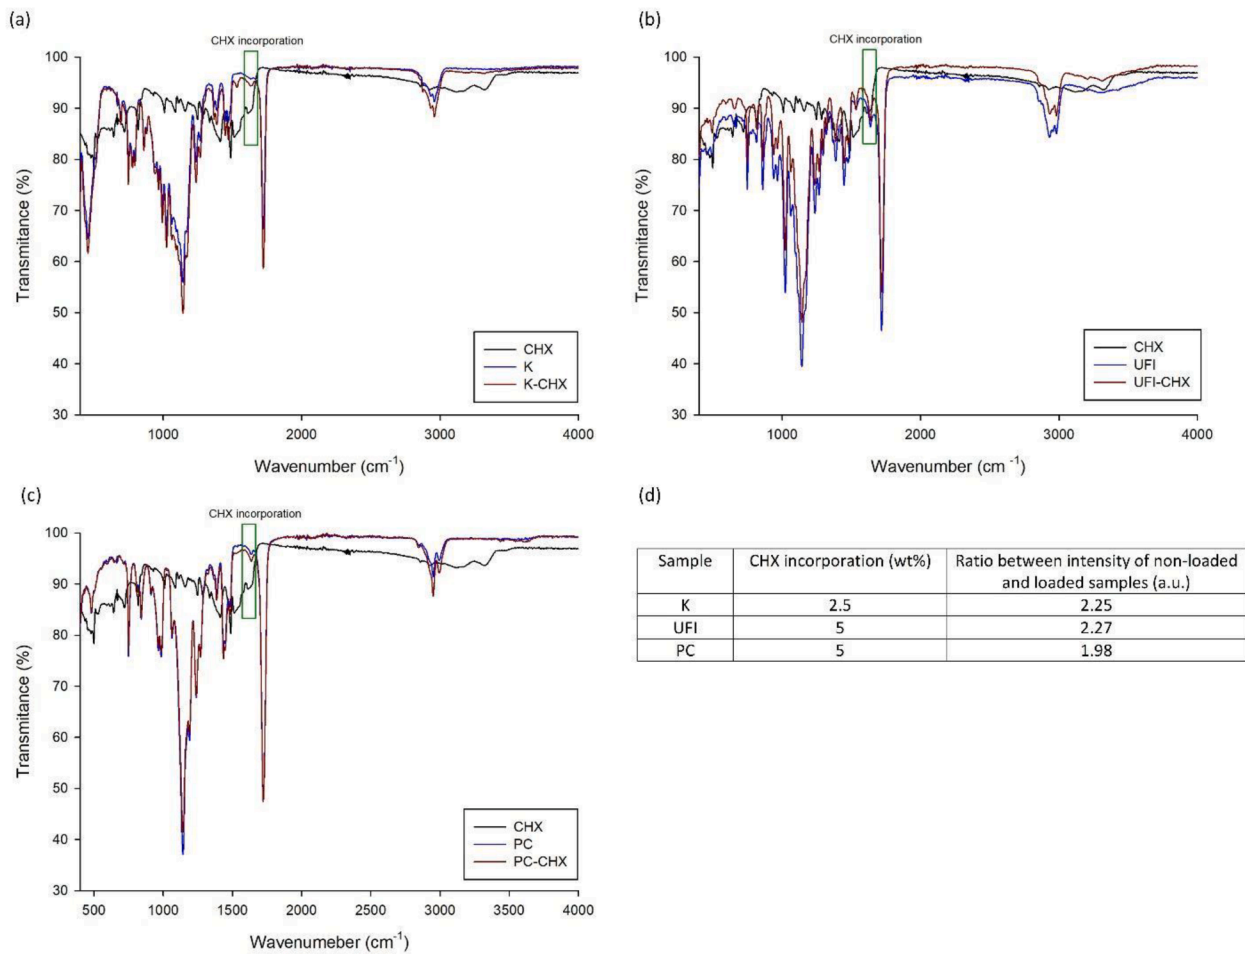 (a)
CHX incorporation
100
90
80
70
60
50
40
30
Transmitance (%)
CHX
K
K-CHX
1000
2000
3000
4000
Wavenumber (cm⁻¹)
(b)
CHX incorporation
100
90
80
70
60
50
40
30
Transmitance (%)
CHX
UFI
UFI-CHX
1000
2000
3000
4000
Wavenumber (cm ⁻¹)
(c)
CHX incorporation
100
90
80
70
60
50
40
30
Transmitance (%)
CHX
PC
PC-CHX
500
1000
1500
2000
2500
3000
3500
4000
Wavenumeber (cm⁻¹)
(d)
Sample CHX incorporation (wt%) Ratio between intensity of non-loaded
and loaded samples (a.u.)
K 2.5 2.25
UFI 5 2.27
PC 5 1.98